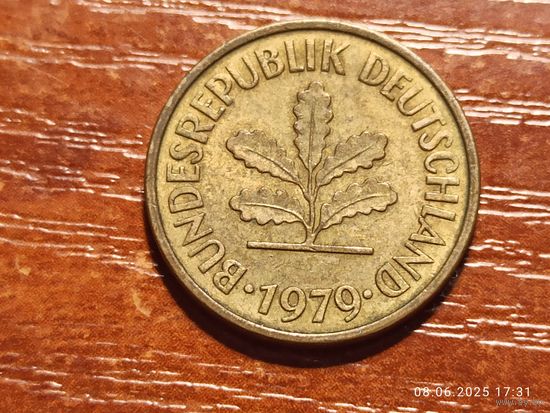 BUNDESREPUBLIK DEUTSCHLAND
· 1979 ·
08.06.2025 17:31